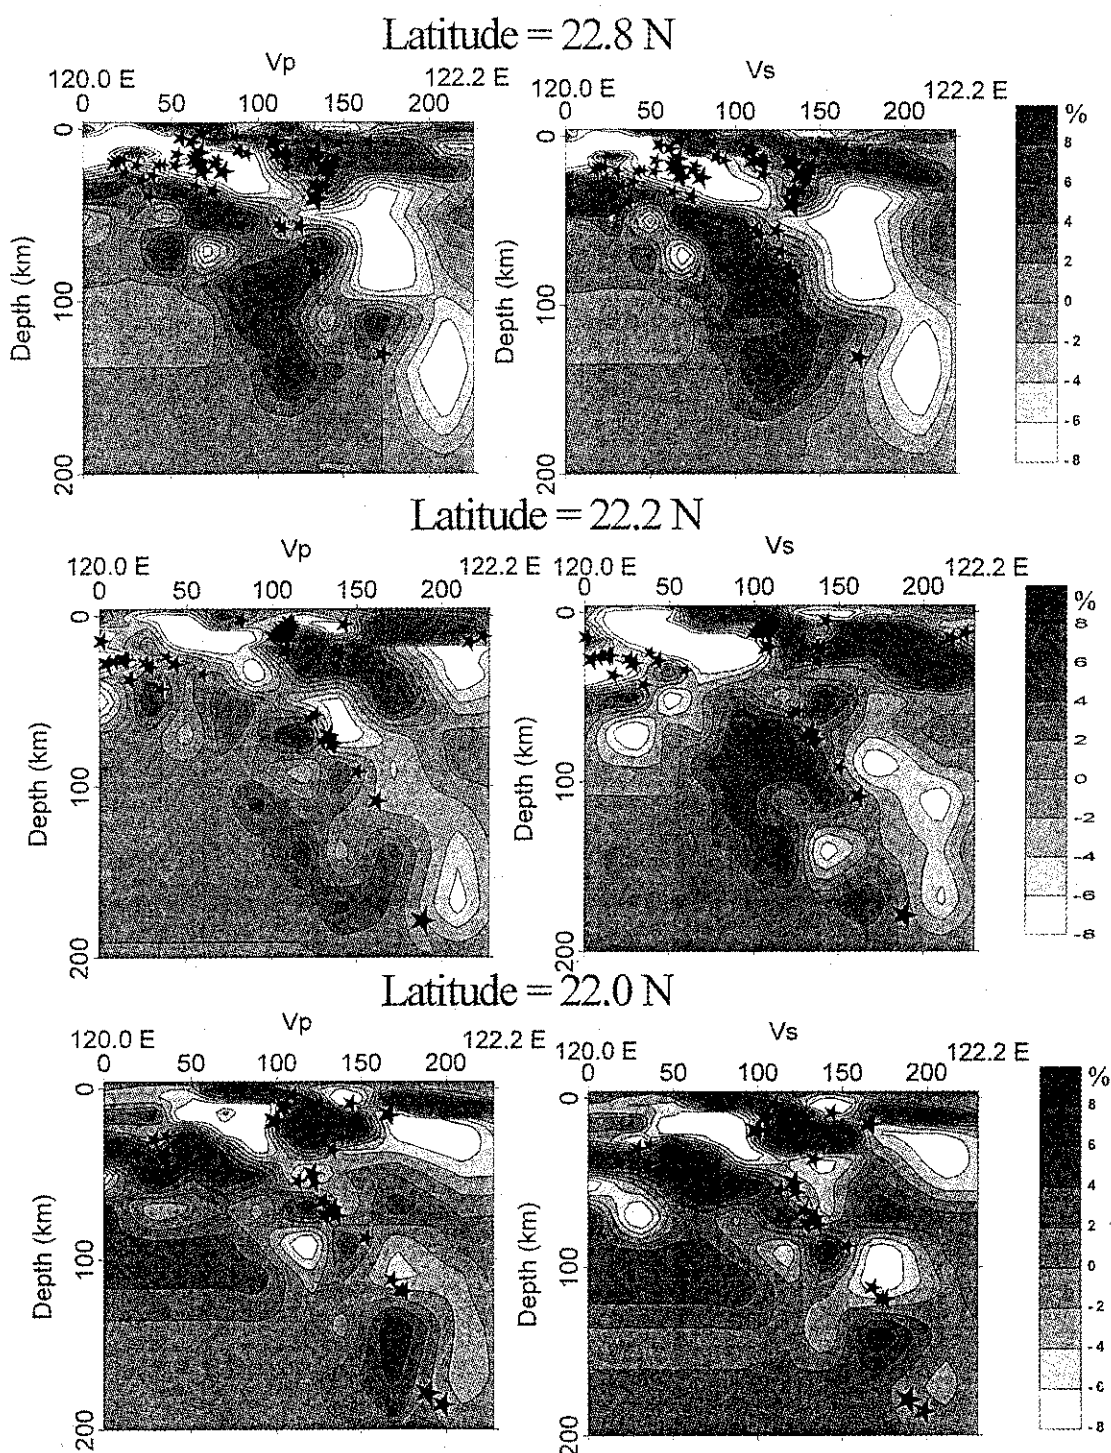 Latitude = 22.8 N
Vp
Vs
120.0 E
122.2 E
120.0 E
122.2 E
0 50 100 150 200
0 50 100 150 200
%
8
6
4
2
0
-2
-4
-6
-8
Depth (km)
0
100
200
Depth (km)
0
100
200
Latitude = 22.2 N
Vp
Vs
120.0 E
122.2 E
120.0 E
122.2 E
0 50 100 150 200
0 50 100 150 200
%
8
6
4
2
0
-2
-4
-6
-8
Depth (km)
0
100
200
Depth (km)
0
100
200
Latitude = 22.0 N
Vp
Vs
120.0 E
122.2 E
120.0 E
122.2 E
0 50 100 150 200
0 50 100 150 200
%
8
6
4
2
0
-2
-4
-6
-8
Depth (km)
0
100
200
Depth (km)
0
100
200